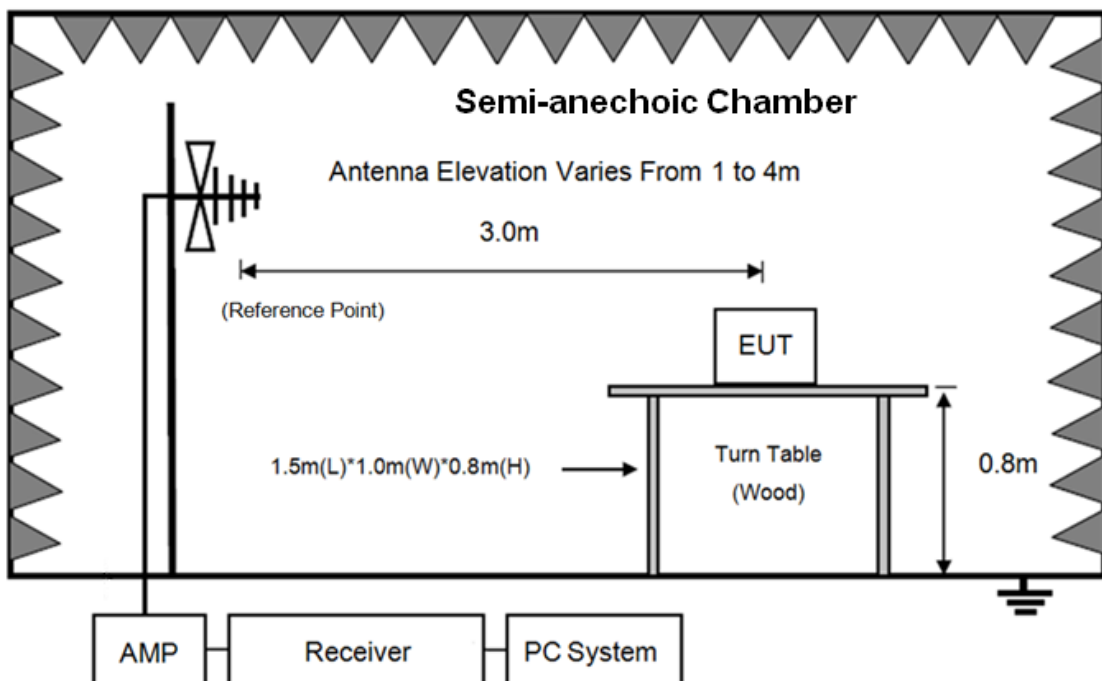 Semi-anechoic Chamber
Antenna Elevation Varies From 1 to 4m
3.0m
(Reference Point)
EUT
1.5m(L)*1.0m(W)*0.8m(H)
Turn Table
(Wood)
0.8m
AMP
Receiver
PC System